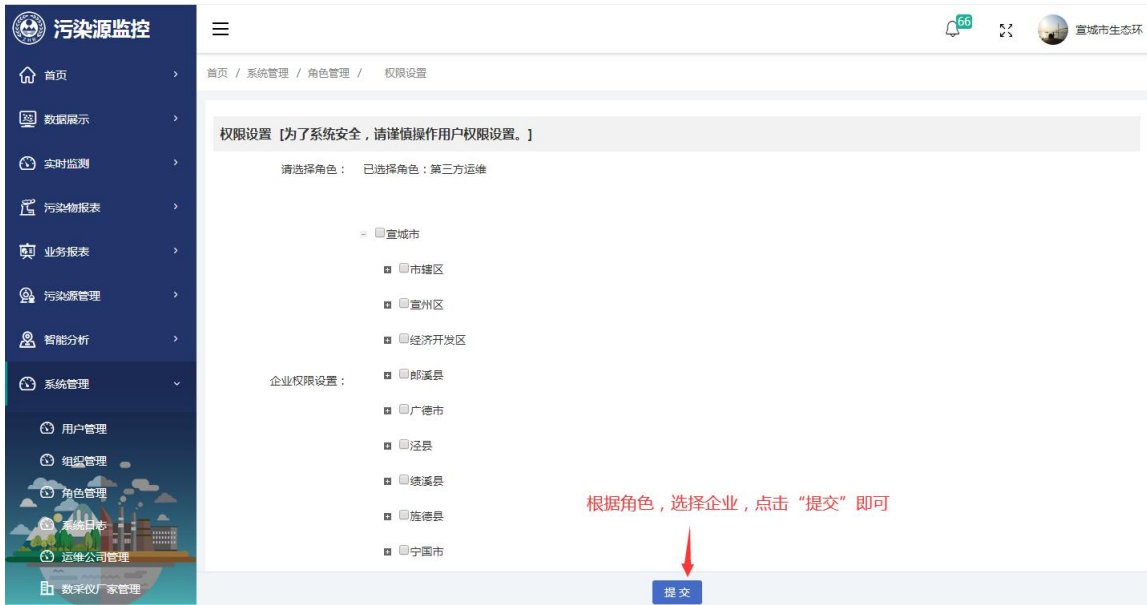 污染源监控
66
宣城市生态环
首页
首页 / 系统管理 / 角色管理 / 权限设置
数据展示
权限设置 [为了系统安全，请谨慎操作用户权限设置。]
实时监测
请选择角色： 已选择角色：第三方运维
污染物报表
宣城市
业务报表
市辖区
污染源管理
宣州区
智能分析
经济开发区
系统管理
企业权限设置：
郎溪县
广德市
用户管理
泾县
组织管理
绩溪县
角色管理
根据角色，选择企业，点击“提交”即可
旌德县
系统日志
宁国市
运维公司管理
数采仪厂家管理
提交